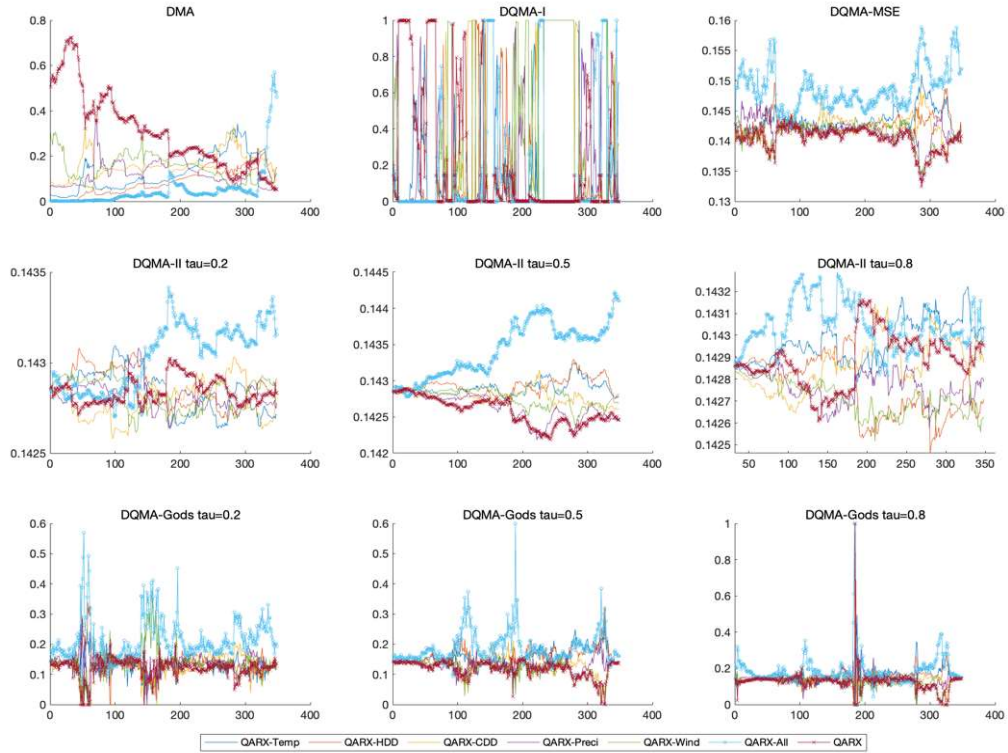 DMA
0.8
0.6
0.4
0.2
0
0 100 200 300 400
DQMA-I
1
0.8
0.6
0.4
0.2
0
0 100 200 300 400
DQMA-MSE
0.16
0.155
0.15
0.145
0.14
0.135
0.13
0 100 200 300 400
DQMA-II tau=0.2
0.1435
0.143
0.1425
0 100 200 300 400
DQMA-II tau=0.5
0.1445
0.144
0.1435
0.143
0.1425
0.142
0 100 200 300 400
DQMA-II tau=0.8
0.1432
0.1431
0.143
0.1429
0.1428
0.1427
0.1426
0.1425
50 100 150 200 250 300 350
DQMA-Gods tau=0.2
0.6
0.5
0.4
0.3
0.2
0.1
0
0 100 200 300 400
DQMA-Gods tau=0.5
0.6
0.5
0.4
0.3
0.2
0.1
0
0 100 200 300 400
DQMA-Gods tau=0.8
1
0.8
0.6
0.4
0.2
0
0 100 200 300 400
QARX-Temp QARX-HDD QARX-CDD QARX-Preci QARX-Wind QARX-All QARX